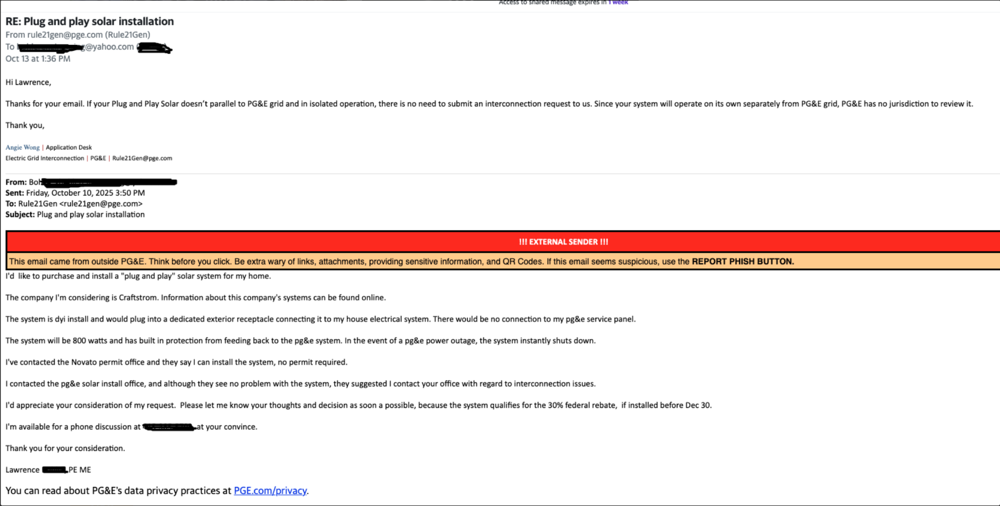 Access to shared message expires in 1 week
RE: Plug and play solar installation
From rule21gen@pge.com (Rule21Gen)
To g@yahoo.com
Oct 13 at 1:36 PM
Hi Lawrence,
Thanks for your email. If your Plug and Play Solar doesn’t parallel to PG&E grid and in isolated operation, there is no need to submit an interconnection request to us. Since your system will operate on its own separately from PG&E grid, PG&E has no jurisdiction to review it.
Thank you,
Angie Wong | Application Desk
Electric Grid Interconnection | PG&E | Rule21Gen@pge.com
From:
Sent: Friday, October 10, 2025 3:50 PM
To: Rule21Gen <rule21gen@pge.com>
Subject: Plug and play solar installation
!!! EXTERNAL SENDER !!!
This email came from outside PG&E. Think before you click. Be extra wary of links, attachments, providing sensitive information, and QR Codes. If this email seems suspicious, use the REPORT PHISH BUTTON.
I'd like to purchase and install a "plug and play" solar system for my home.
The company I'm considering is Craftstrom. Information about this company's systems can be found online.
The system is dyi install and would plug into a dedicated exterior receptacle connecting it to my house electrical system. There would be no connection to my pg&e service panel.
The system will be 800 watts and has built in protection from feeding back to the pg&e system. In the event of a pg&e power outage, the system instantly shuts down.
I've contacted the Novato permit office and they say I can install the system, no permit required.
I contacted the pg&e solar install office, and although they see no problem with the system, they suggested I contact your office with regard to interconnection issues.
I'd appreciate your consideration of my request. Please let me know your thoughts and decision as soon a possible, because the system qualifies for the 30% federal rebate, if installed before Dec 30.
I'm available for a phone discussion at at your convince.
Thank you for your consideration.
Lawrence PE ME
You can read about PG&E’s data privacy practices at PGE.com/privacy.